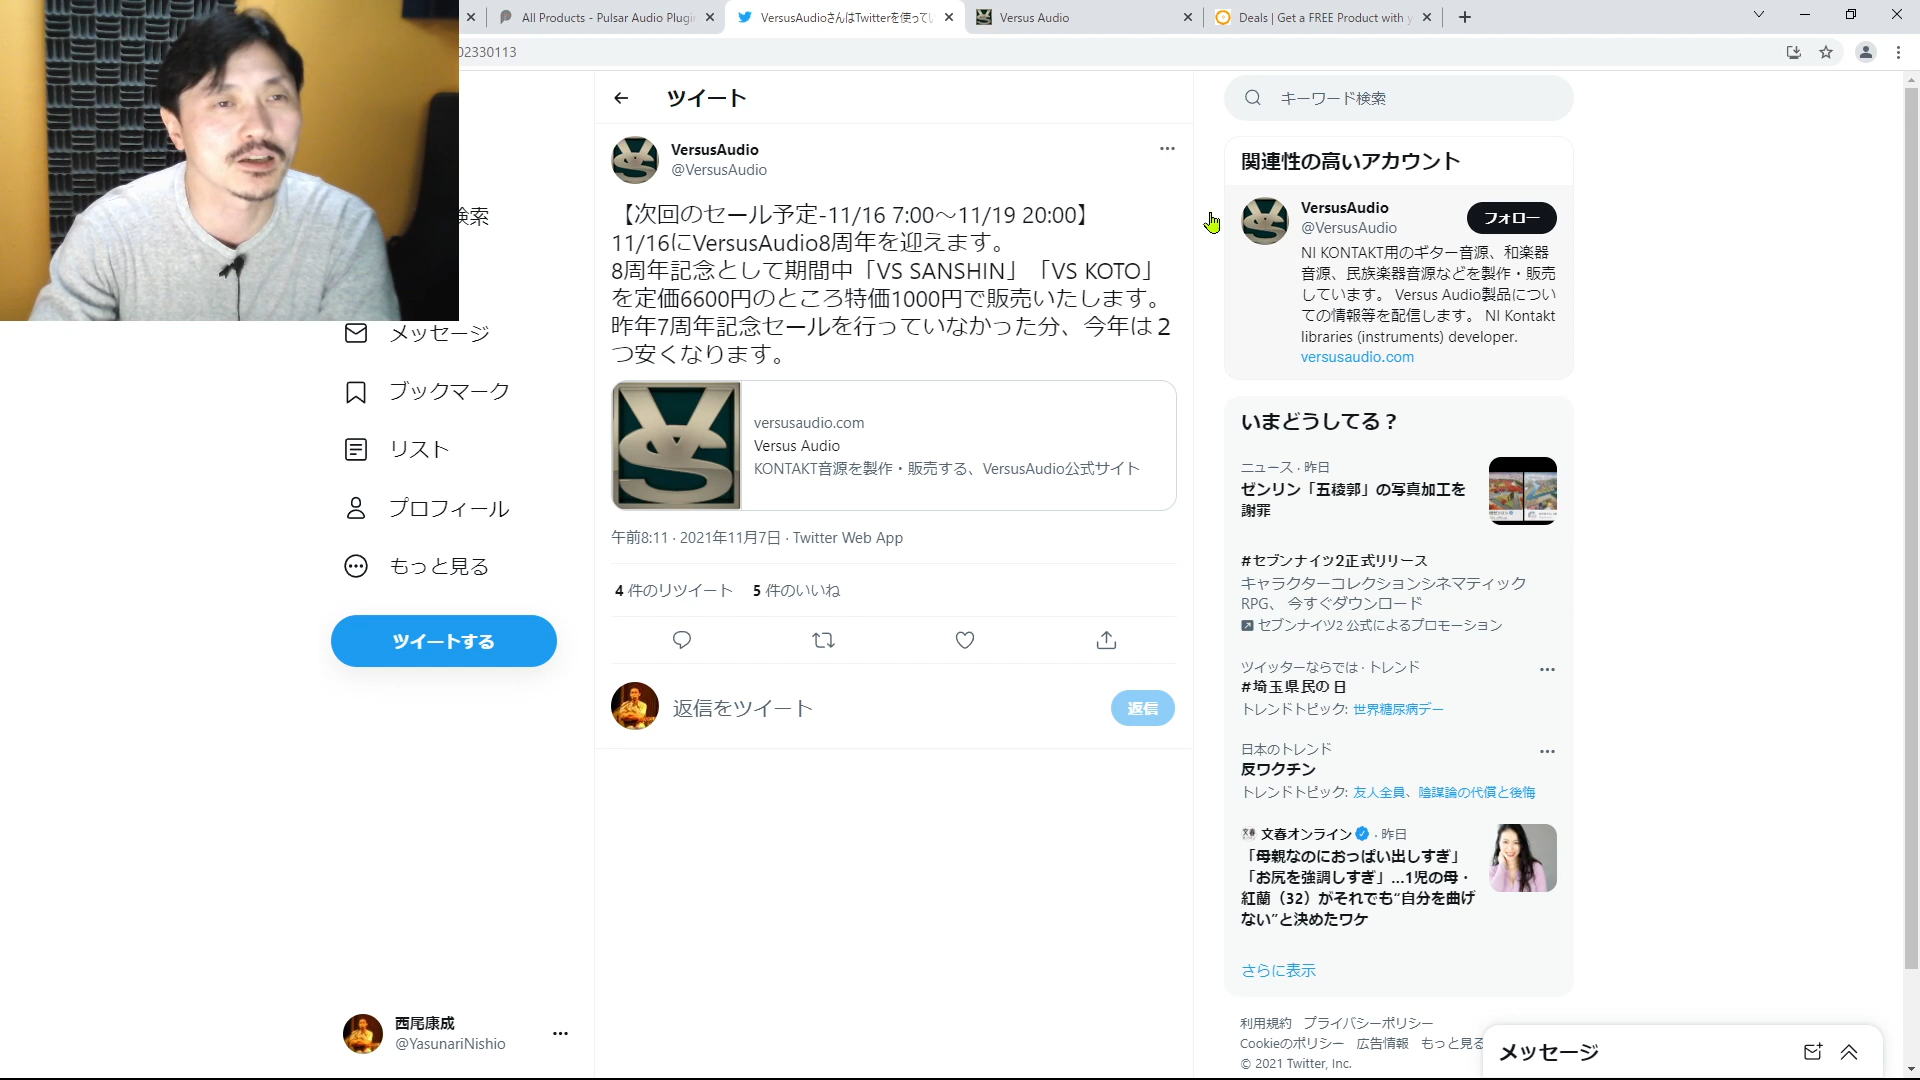 All Products - Pulsar Audio Plugin
VersusAudioさんはTwitterを使ってい
Versus Audio
Deals | Get a FREE Product with y
02330113
検索
メッセージ
ブックマーク
リスト
プロフィール
もっと見る
ツイートする
西尾康成
@YasunariNishio
ツイート
VersusAudio
@VersusAudio
【次回のセール予定-11/16 7:00～11/19 20:00】
11/16にVersusAudio8周年を迎えます。
8周年記念として期間中「VS SANSHIN」「VS KOTO」
を定価6600円のところ特価1000円で販売いたします。
昨年7周年記念セールを行っていなかった分、今年は２
つ安くなります。
versusaudio.com
Versus Audio
KONTAKT音源を製作・販売する、VersusAudio公式サイト
午前8:11 · 2021年11月7日 · Twitter Web App
4 件のリツイート 5 件のいいね
返信をツイート
返信
キーワード検索
関連性の高いアカウント
VersusAudio
@VersusAudio
フォロー
NI KONTAKT用のギター音源、和楽器
音源、民族楽器音源などを製作・販売
しています。 Versus Audio製品につい
ての情報等を配信します。 NI Kontakt
libraries (instruments) developer.
versusaudio.com
いまどうしてる？
ニュース · 昨日
ゼンリン「五稜郭」の写真加工を
謝罪
#セブンナイツ2正式リリース
キャラクターコレクションシネマティック
RPG、 今すぐダウンロード
セブンナイツ2 公式によるプロモーション
ツイッターならでは · トレンド
#埼玉県民の日
トレンドトピック: 世界糖尿病デー
日本のトレンド
反ワクチン
トレンドトピック: 友人全員、陰謀論の代償と後悔
文春オンライン · 昨日
「母親なのにおっぱい出しすぎ」
「お尻を強調しすぎ」…1児の母・
紅蘭（32）がそれでも“自分を曲げ
ない”と決めたワケ
さらに表示
利用規約 プライバシーポリシー
Cookieのポリシー 広告情報 もっと見る
© 2021 Twitter, Inc.
メッセージ